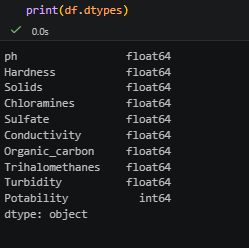 print(df.dtypes)
0.0s
ph float64
Hardness float64
Solids float64
Chloramines float64
Sulfate float64
Conductivity float64
Organic_carbon float64
Trihalomethanes float64
Turbidity float64
Potability int64
dtype: object